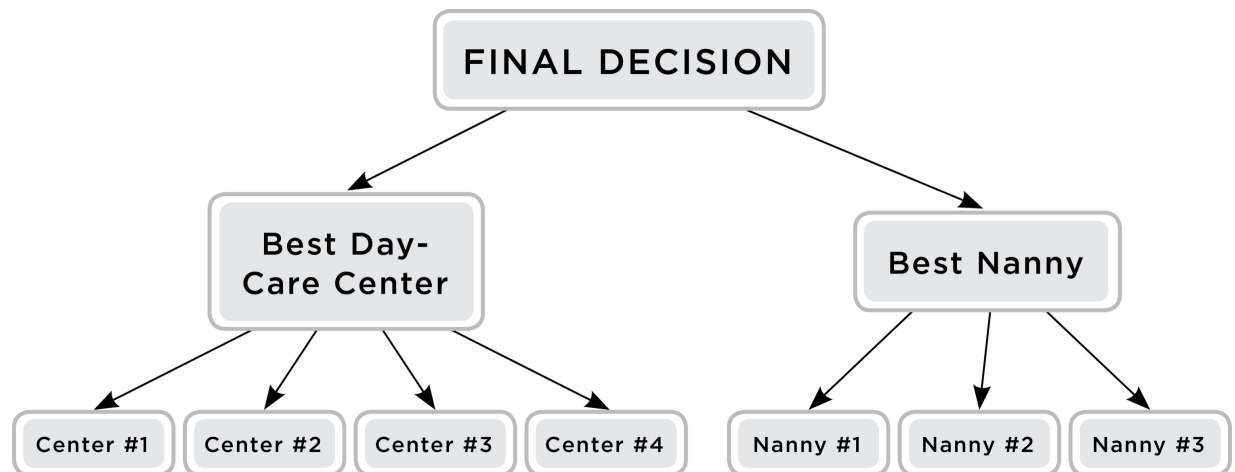 FINAL DECISION
Best Day-
Care Center
Best Nanny
Center #1
Center #2
Center #3
Center #4
Nanny #1
Nanny #2
Nanny #3